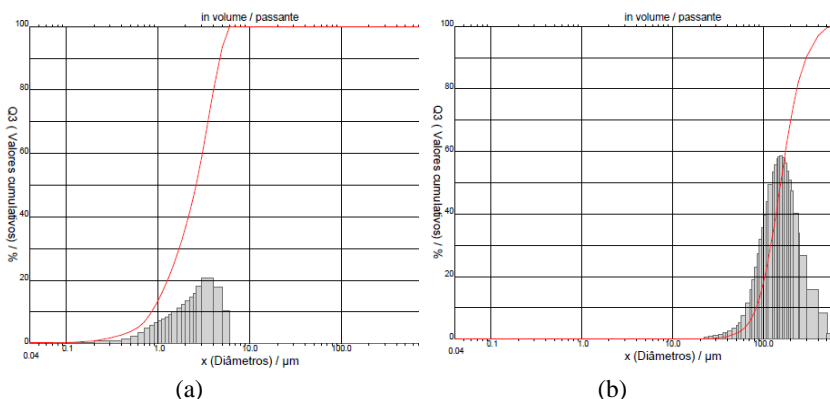 in volume / passante
100
80
60
40
20
0
Q3 ( Valores cumulativos) / %
0.04
0.1
1.0
10.0
100.0
x (Diâmetros) / µm
(a)
in volume / passante
100
80
60
40
20
0
Q3 ( Valores cumulativos) / %
0.04
0.1
1.0
10.0
100.0
x (Diâmetros) / µm
(b)